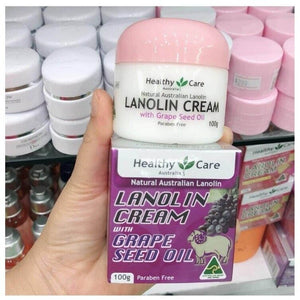 Healthy Care
Australia
Natural Australian Lanolin
LANOLIN CREAM
with Grape Seed Oil
Paraben Free
100g
Healthy Care
Australia
Natural Australian Lanolin
LANOLIN
CREAM
WITH
GRAPE
SEED OIL
100g
Paraben Free